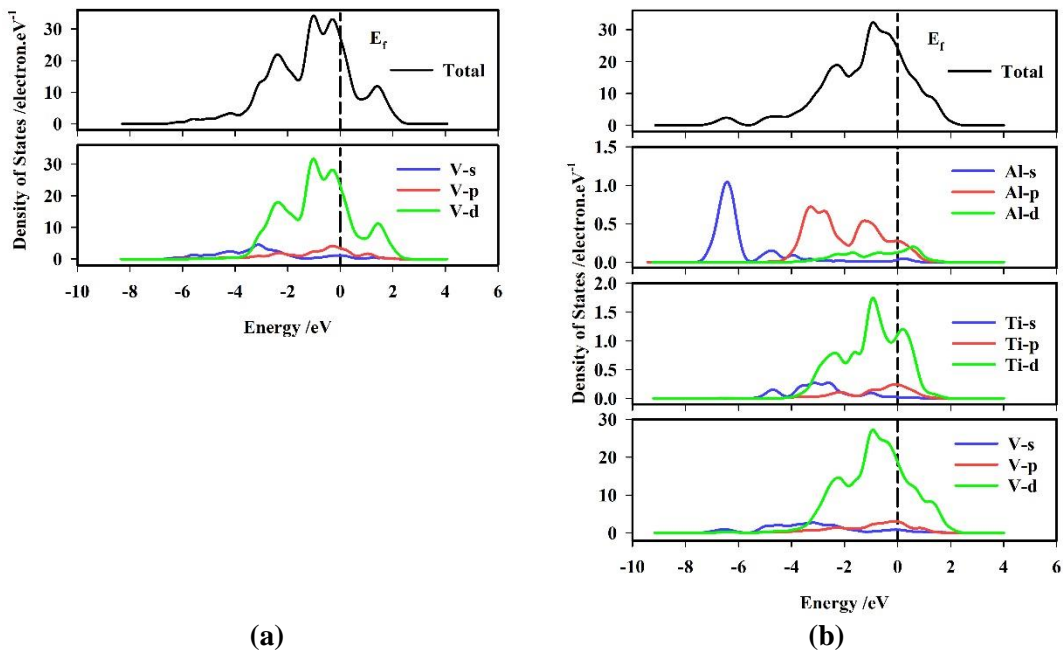 Density of States /electron.eV⁻¹
30
20
10
0
E_f
Total
30
20
10
0
V-s
V-p
V-d
-10 -8 -6 -4 -2 0 2 4 6
Energy /eV
(a)
Density of States /electron.eV⁻¹
30
20
10
0
E_f
Total
1.5
1.0
0.5
0.0
Al-s
Al-p
Al-d
2.0
1.5
1.0
0.5
0.0
Ti-s
Ti-p
Ti-d
30
20
10
0
V-s
V-p
V-d
-10 -8 -6 -4 -2 0 2 4 6
Energy /eV
(b)